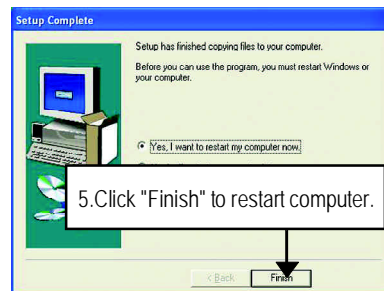 Setup Complete
Setup has finished copying files to your computer.
Before you can use the program, you must restart Windows or
your computer.
Yes, I want to restart my computer now.
5.Click "Finish" to restart computer.
< Back
Finish